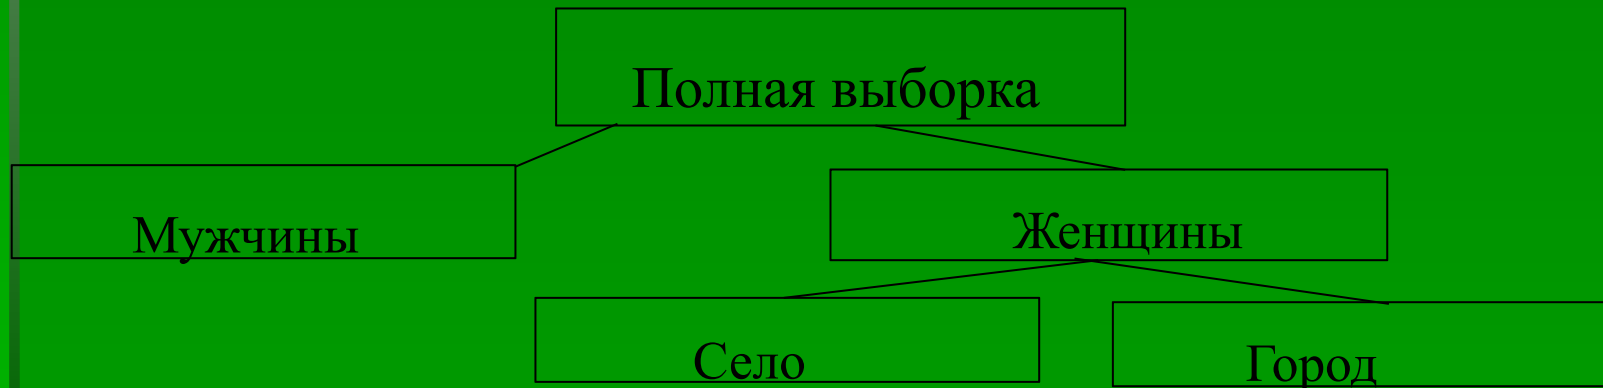 Полная выборка
Мужчины
Женщины
Село
Город